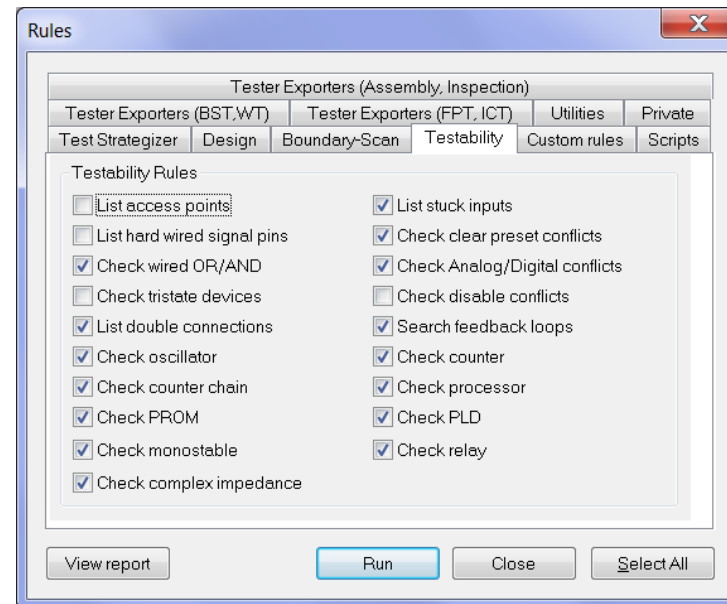 Rules
X
Tester Exporters (Assembly, Inspection)
Tester Exporters (BST,WT) Tester Exporters (FPT, ICT) Utilities Private
Test Strategizer Design Boundary-Scan Testability Custom rules Scripts
Testability Rules
List access points List stuck inputs
List hard wired signal pins Check clear preset conflicts
Check wired OR/AND Check Analog/Digital conflicts
Check tristate devices Check disable conflicts
List double connections Search feedback loops
Check oscillator Check counter
Check counter chain Check processor
Check PROM Check PLD
Check monostable Check relay
Check complex impedance
View report Run Close Select All